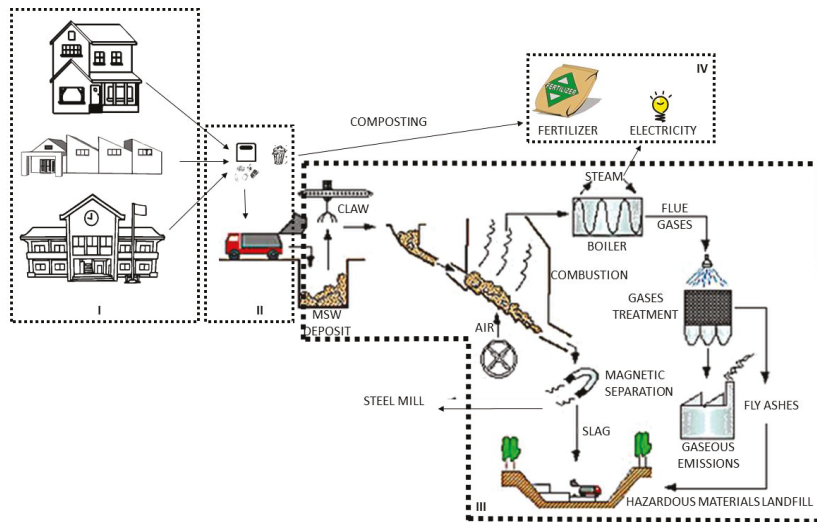 IV
FERTILIZER
COMPOSTING
FERTILIZER
ELECTRICITY
STEAM
CLAW
FLUE
GASES
BOILER
COMBUSTION
I
II
MSW
DEPOSIT
AIR
GASES
TREATMENT
MAGNETIC
SEPARATION
STEEL MILL
FLY ASHES
SLAG
GASEOUS
EMISSIONS
III
HAZARDOUS MATERIALS LANDFILL